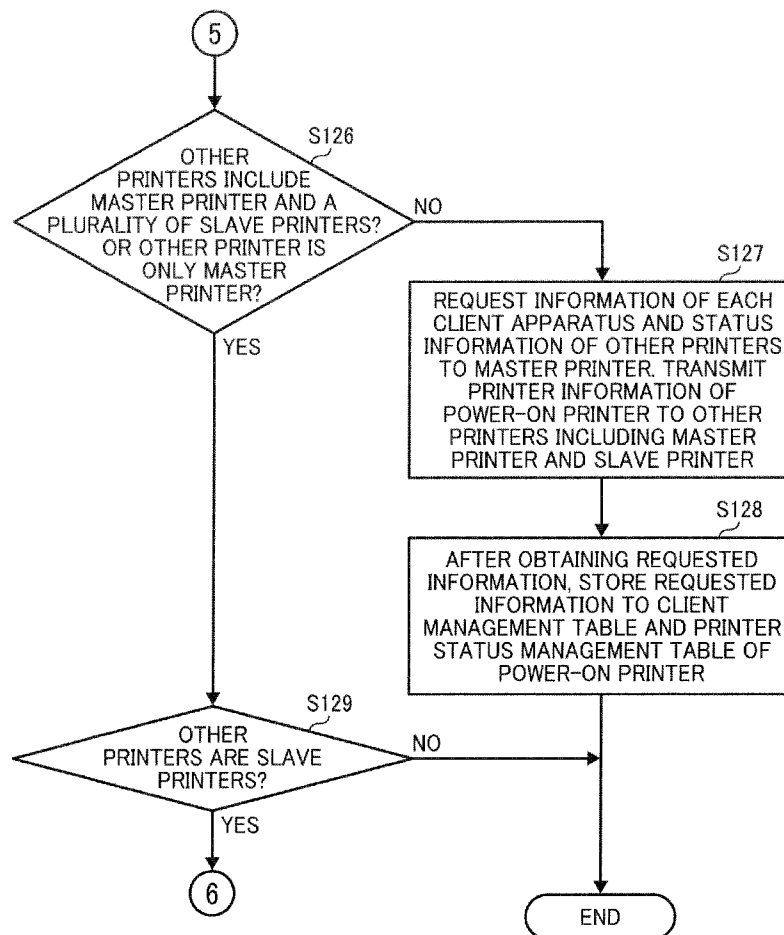 5
S126
OTHER
PRINTERS INCLUDE
MASTER PRINTER AND A
PLURALITY OF SLAVE PRINTERS?
OR OTHER PRINTER IS
ONLY MASTER
PRINTER?
NO
YES
S127
REQUEST INFORMATION OF EACH
CLIENT APPARATUS AND STATUS
INFORMATION OF OTHER PRINTERS
TO MASTER PRINTER. TRANSMIT
PRINTER INFORMATION OF
POWER-ON PRINTER TO OTHER
PRINTERS INCLUDING MASTER
PRINTER AND SLAVE PRINTER
S128
AFTER OBTAINING REQUESTED
INFORMATION, STORE REQUESTED
INFORMATION TO CLIENT
MANAGEMENT TABLE AND PRINTER
STATUS MANAGEMENT TABLE OF
POWER-ON PRINTER
S129
OTHER
PRINTERS ARE SLAVE
PRINTERS?
NO
YES
6
END